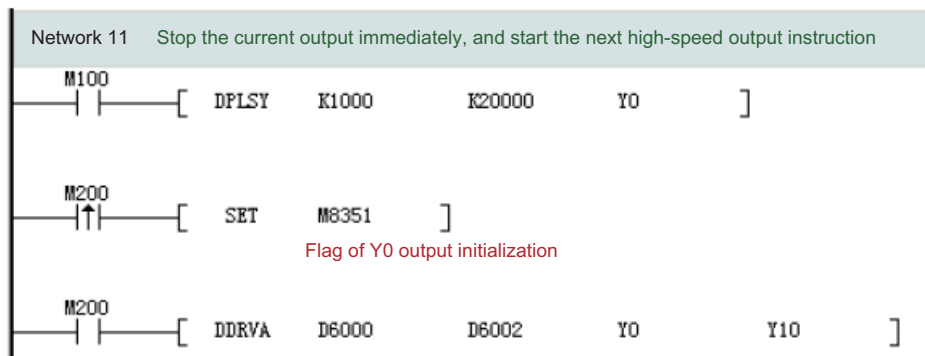 Network 11 Stop the current output immediately, and start the next high-speed output instruction
M100
[ DPLSY K1000 K20000 Y0 ]
M200
[ SET M8351 ]
Flag of Y0 output initialization
M200
[ DDRVA D6000 D6002 Y0 Y10 ]